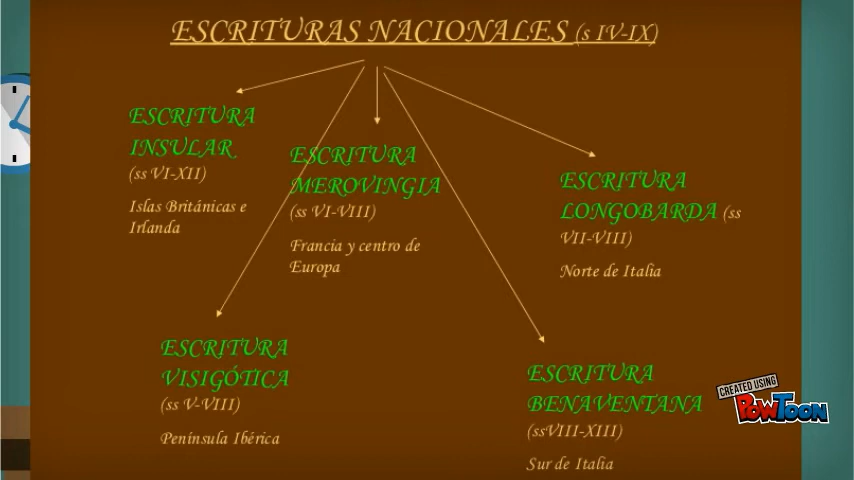 ESCRITURAS NACIONALES (s IV-IX)
ESCRITURA
INSULAR
(ss VI-XII)
Islas Británicas e
Irlanda
ESCRITURA
MEROVINGIA
(ss VI-VIII)
Francia y centro de
Europa
ESCRITURA
LONGOBARDA (ss
VII-VIII)
Norte de Italia
ESCRITURA
VISIGÓTICA
(ss V-VIII)
Península Ibérica
ESCRITURA
BENAVENTANA
(ssVIII-XIII)
Sur de Italia
CREATED USING
POWTOON